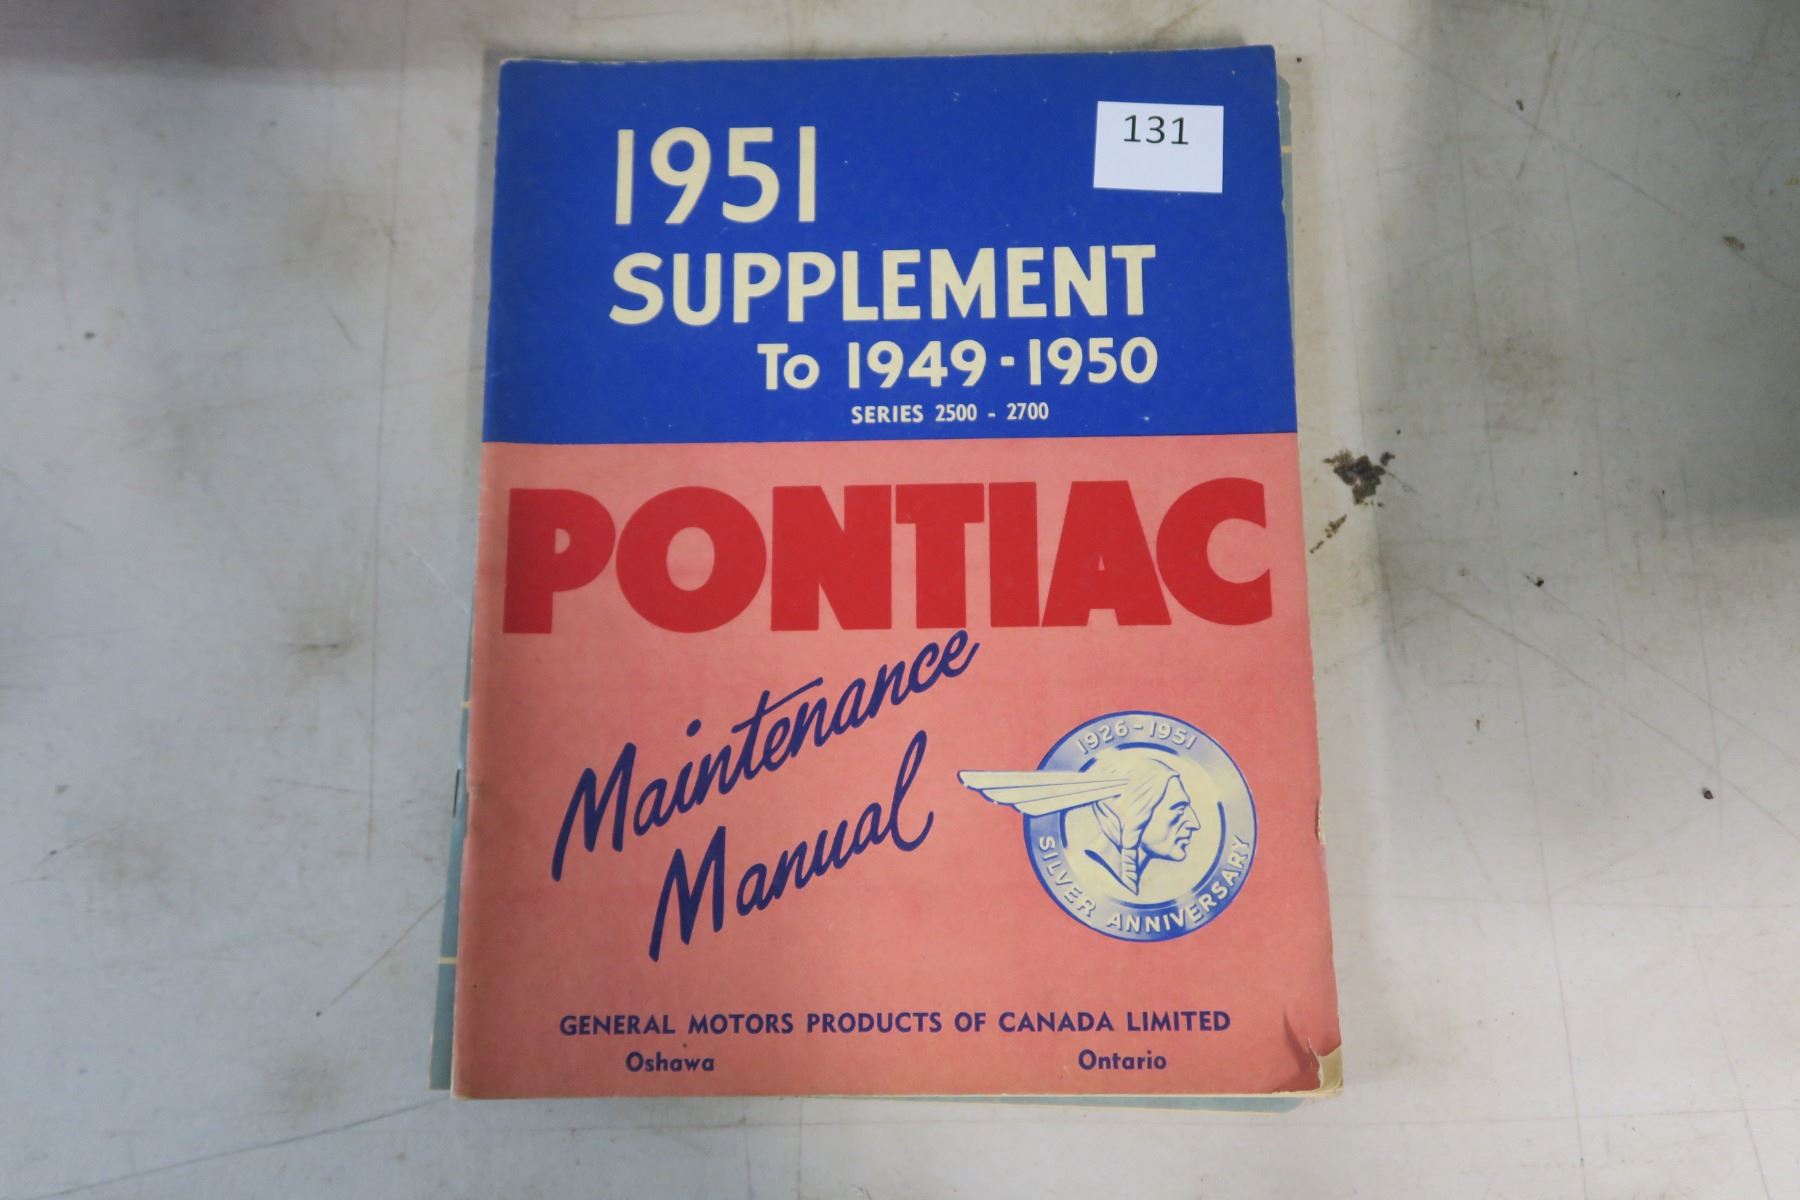 131
1951
SUPPLEMENT
To 1949-1950
SERIES 2500 - 2700
PONTIAC
Maintenance
Manual
1926-1951
SILVER ANNIVERSARY
GENERAL MOTORS PRODUCTS OF CANADA LIMITED
Oshawa Ontario